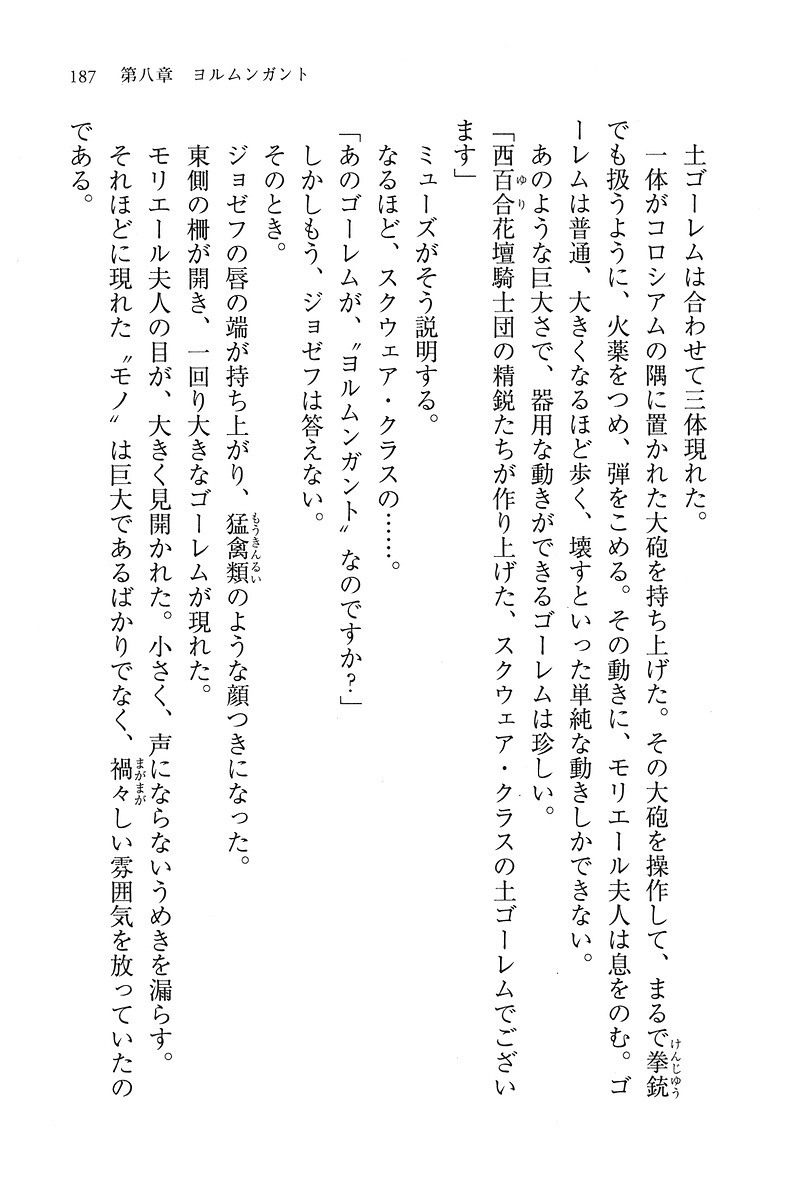 187　第八章　ヨルムンガント
　土ゴーレムは合わせて三体現れた。
　一体がコロシアムの隅に置かれた大砲を持ち上げた。その大砲を操作して、まるで拳銃
でも扱うように、火薬をつめ、弾をこめる。その動きに、モリエール夫人は息をのむ。ゴ
ーレムは普通、大きくなるほど歩く、壊すといった単純な動きしかできない。
　あのような巨大さで、器用な動きができるゴーレムは珍しい。
「西百合花壇騎士団の精鋭たちが作り上げた、スクウェア・クラスの土ゴーレムでござい
ます」
　ミューズがそう説明する。
　なるほど、スクウェア・クラスの……。
「あのゴーレムが、〝ヨルムンガント〟なのですか？」
　しかしもう、ジョゼフは答えない。
　そのとき。
　ジョゼフの唇の端が持ち上がり、猛禽類のような顔つきになった。
　東側の柵が開き、一回り大きなゴーレムが現れた。
　モリエール夫人の目が、大きく見開かれた。小さく、声にならないうめきを漏らす。
　それほどに現れた〝モノ〟は巨大であるばかりでなく、禍々しい雰囲気を放っていたの
である。
けんじゅう
ゆり
もうきんるい
まがまが